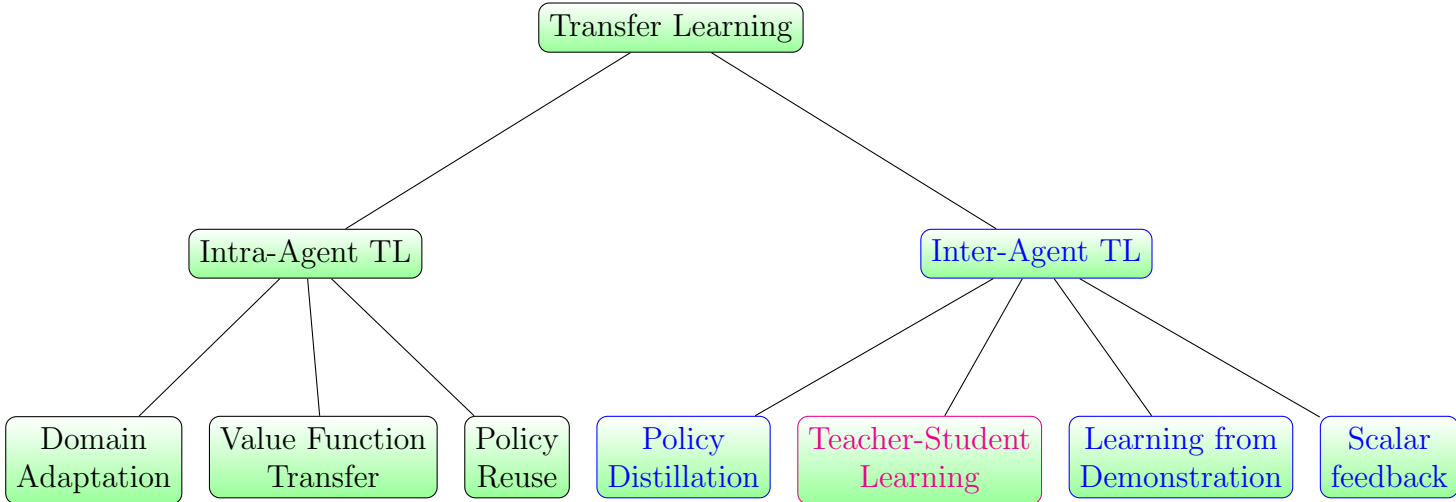 Transfer Learning
Intra-Agent TL
Inter-Agent TL
Domain
Adaptation
Value Function
Transfer
Policy
Reuse
Policy
Distillation
Teacher-Student
Learning
Learning from
Demonstration
Scalar
feedback